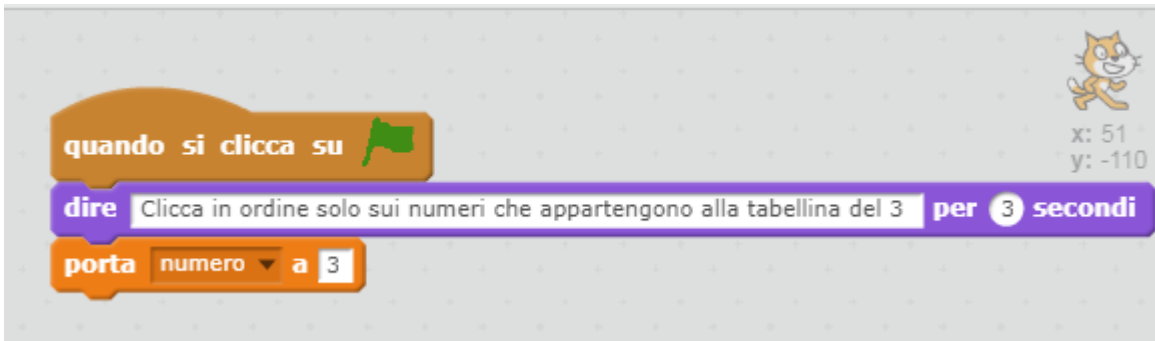 quando si clicca su
x: 51
y: -110
dire Clicca in ordine solo sui numeri che appartengono alla tabellina del 3 per 3 secondi
porta numero a 3